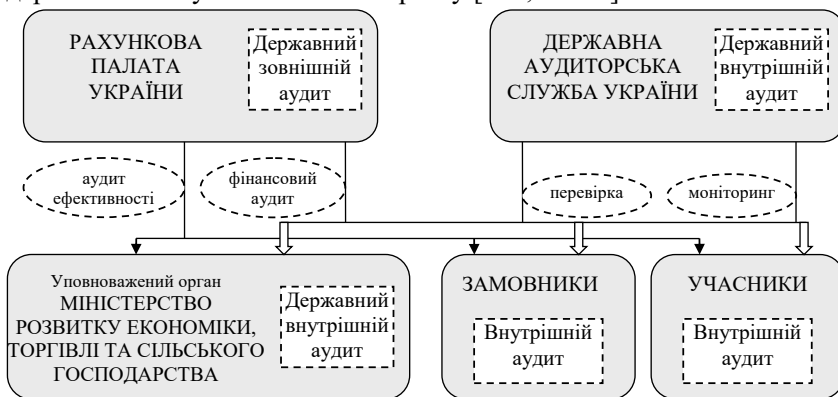 РАХУНКОВА
ПАЛАТА
УКРАЇНИ
Державний
зовнішній
аудит
ДЕРЖАВНА
АУДИТОРСЬКА
СЛУЖБА УКРАЇНИ
Державний
внутрішній
аудит
аудит
ефективності
фінансовий
аудит
перевірка
моніторинг
Уповноважений орган
МІНІСТЕРСТВО
РОЗВИТКУ ЕКОНОМІКИ,
ТОРГІВЛІ ТА СІЛЬСЬКОГО
ГОСПОДАРСТВА
Державний
внутрішній
аудит
ЗАМОВНИКИ
Внутрішній
аудит
УЧАСНИКИ
Внутрішній
аудит